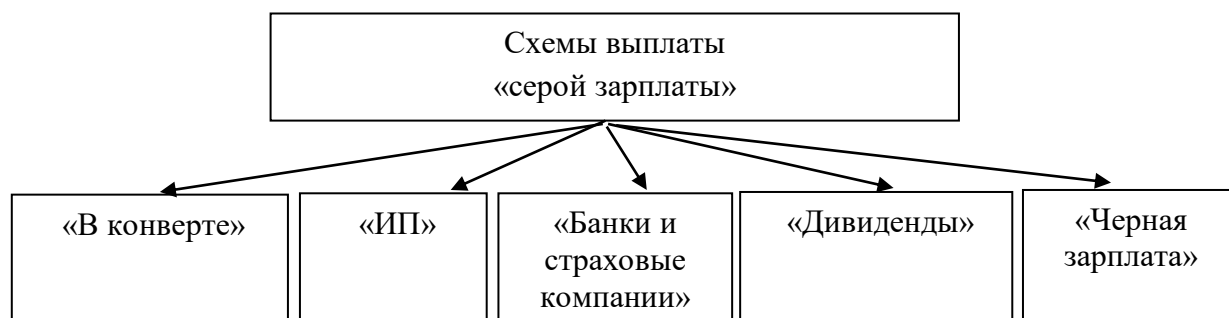 Схемы выплаты
«серой зарплаты»
«В конверте»
«ИП»
«Банки и
страховые
компании»
«Дивиденды»
«Черная
зарплата»